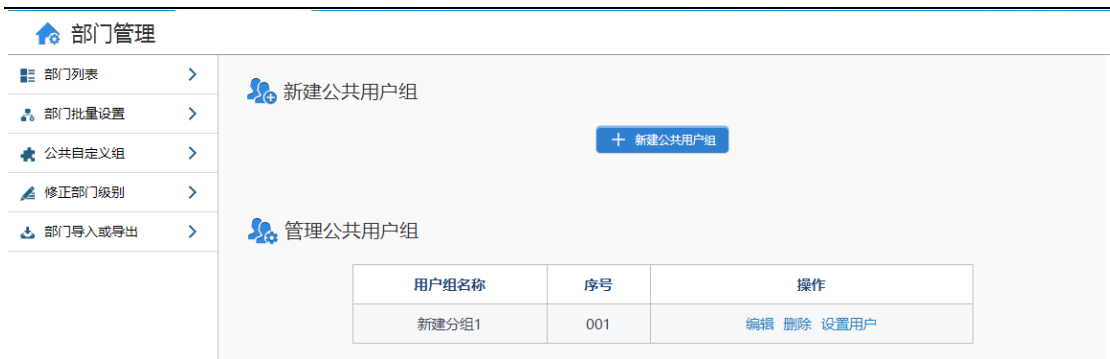 部门管理
部门列表
部门批量设置
公共自定义组
修正部门级别
部门导入或导出
新建公共用户组
新建公共用户组
管理公共用户组
用户组名称 序号 操作
新建分组1 001 编辑 删除 设置用户